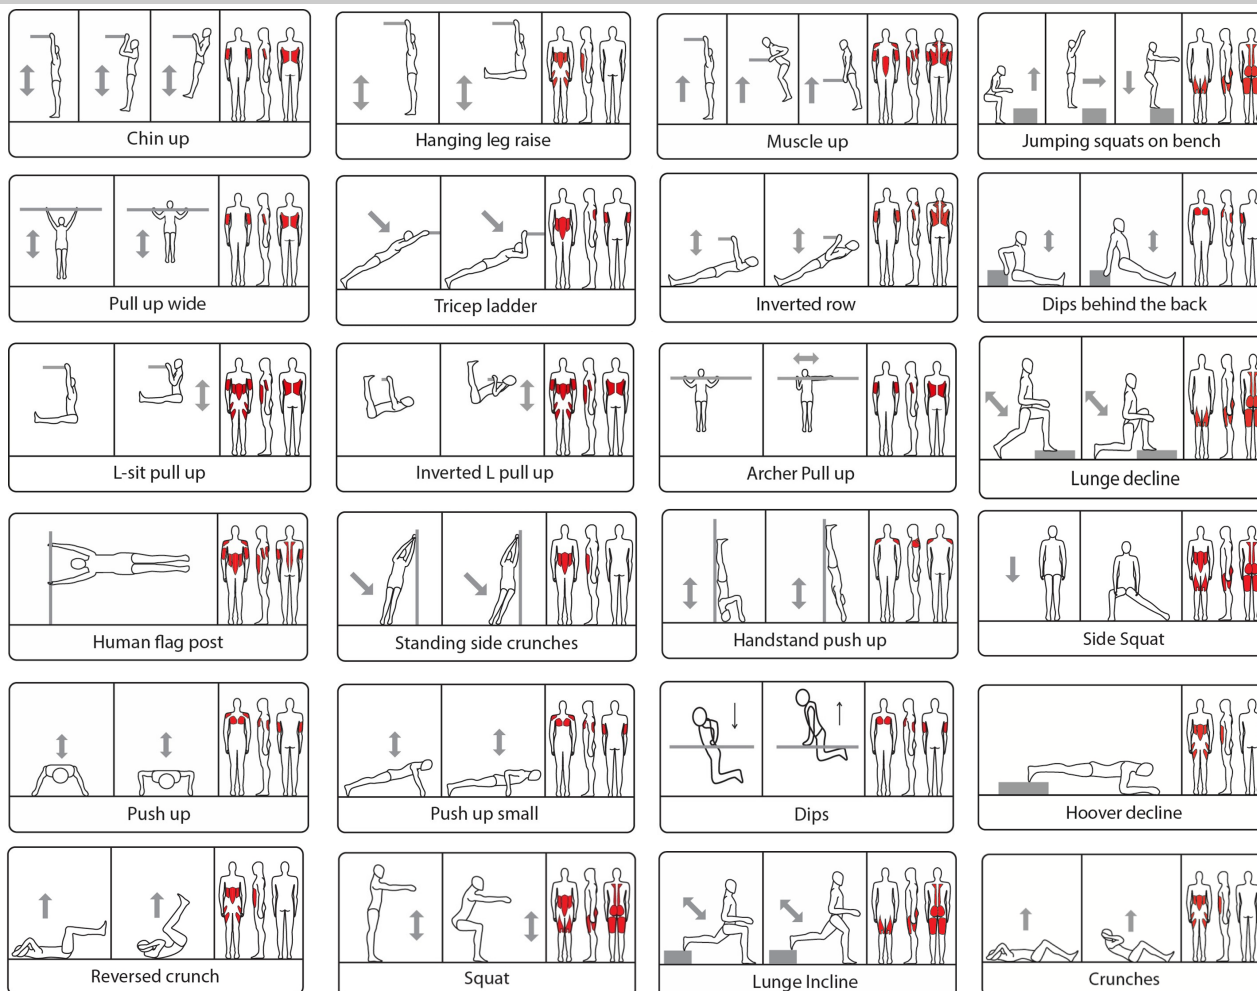 Chin up
Hanging leg raise
Muscle up
Jumping squats on bench
Pull up wide
Tricep ladder
Inverted row
Dips behind the back
L-sit pull up
Inverted L pull up
Archer Pull up
Lunge decline
Human flag post
Standing side crunches
Handstand push up
Side Squat
Push up
Push up small
Dips
Hoover decline
Reversed crunch
Squat
Lunge Incline
Crunches